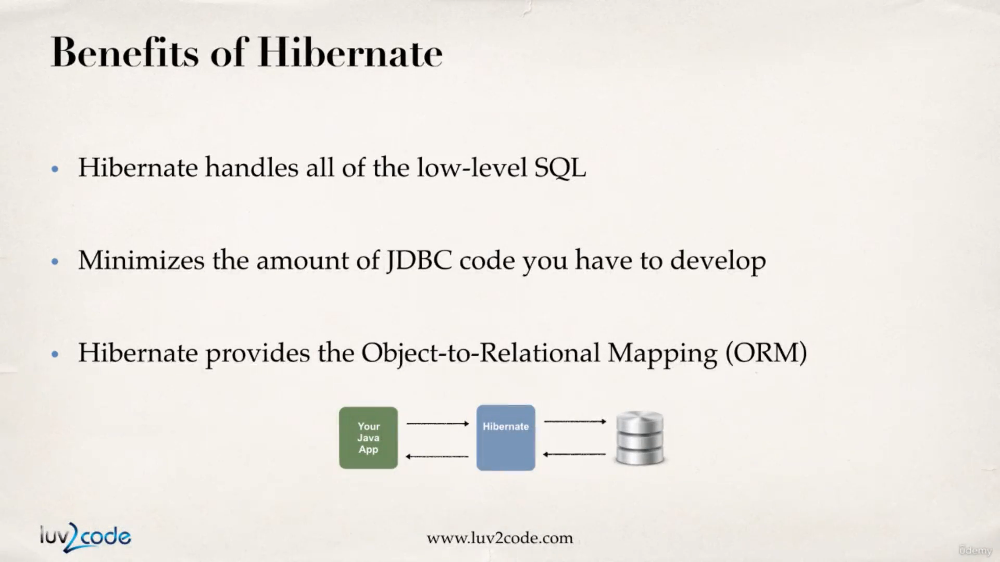 Benefits of Hibernate
• Hibernate handles all of the low-level SQL
• Minimizes the amount of JDBC code you have to develop
• Hibernate provides the Object-to-Relational Mapping (ORM)
Your
Java
App
Hibernate
luv2code
www.luv2code.com
ûdemy